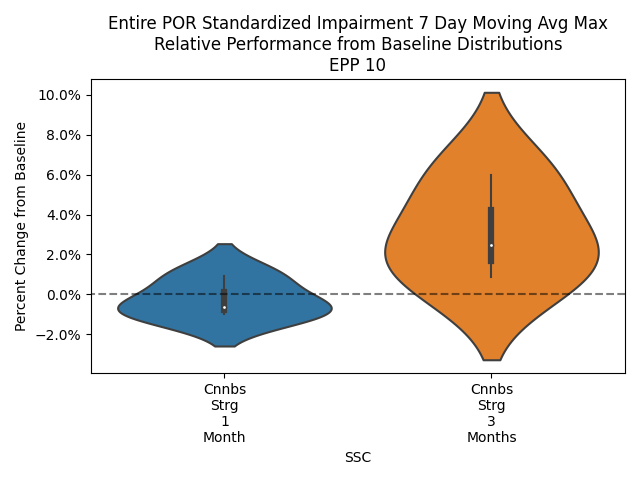 Entire POR Standardized Impairment 7 Day Moving Avg Max
Relative Performance from Baseline Distributions
EPP 10
Percent Change from Baseline
10.0%
8.0%
6.0%
4.0%
2.0%
0.0%
−2.0%
Cnnbs
Strg
1
Month
Cnnbs
Strg
3
Months
SSC